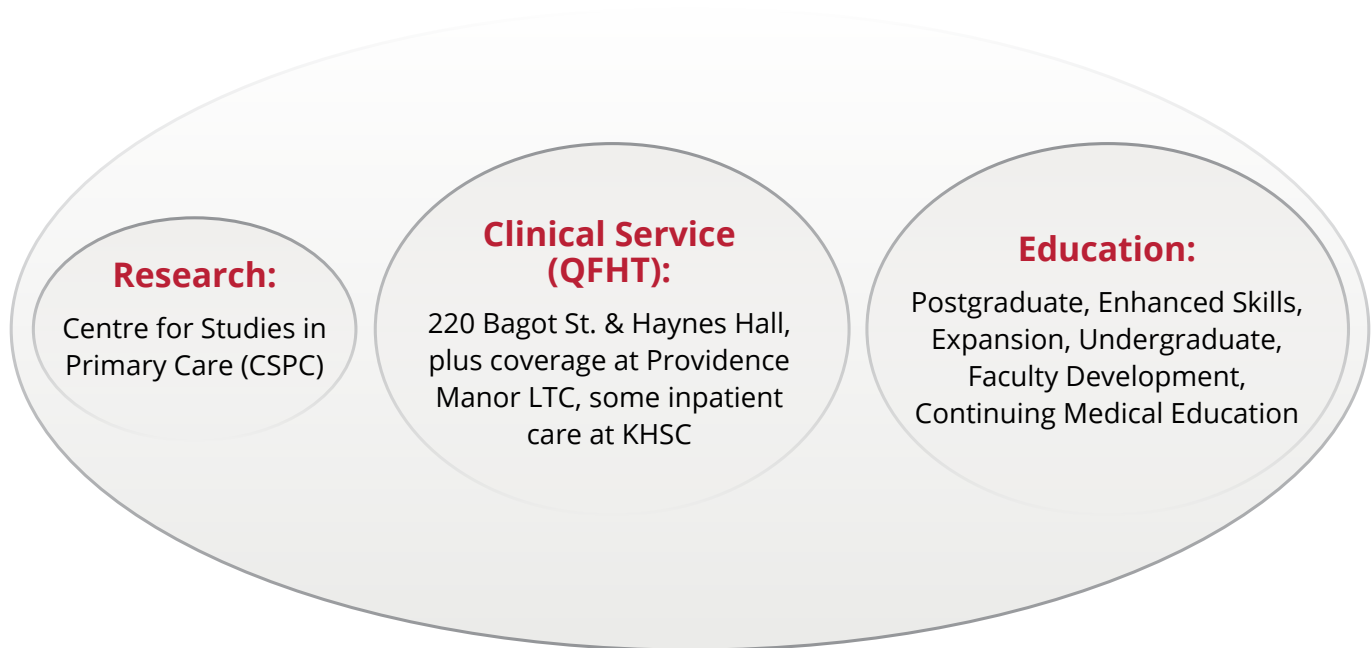 Research:
Centre for Studies in
Primary Care (CSPC)
Clinical Service
(QFHT):
220 Bagot St. & Haynes Hall,
plus coverage at Providence
Manor LTC, some inpatient
care at KHSC
Education:
Postgraduate, Enhanced Skills,
Expansion, Undergraduate,
Faculty Development,
Continuing Medical Education